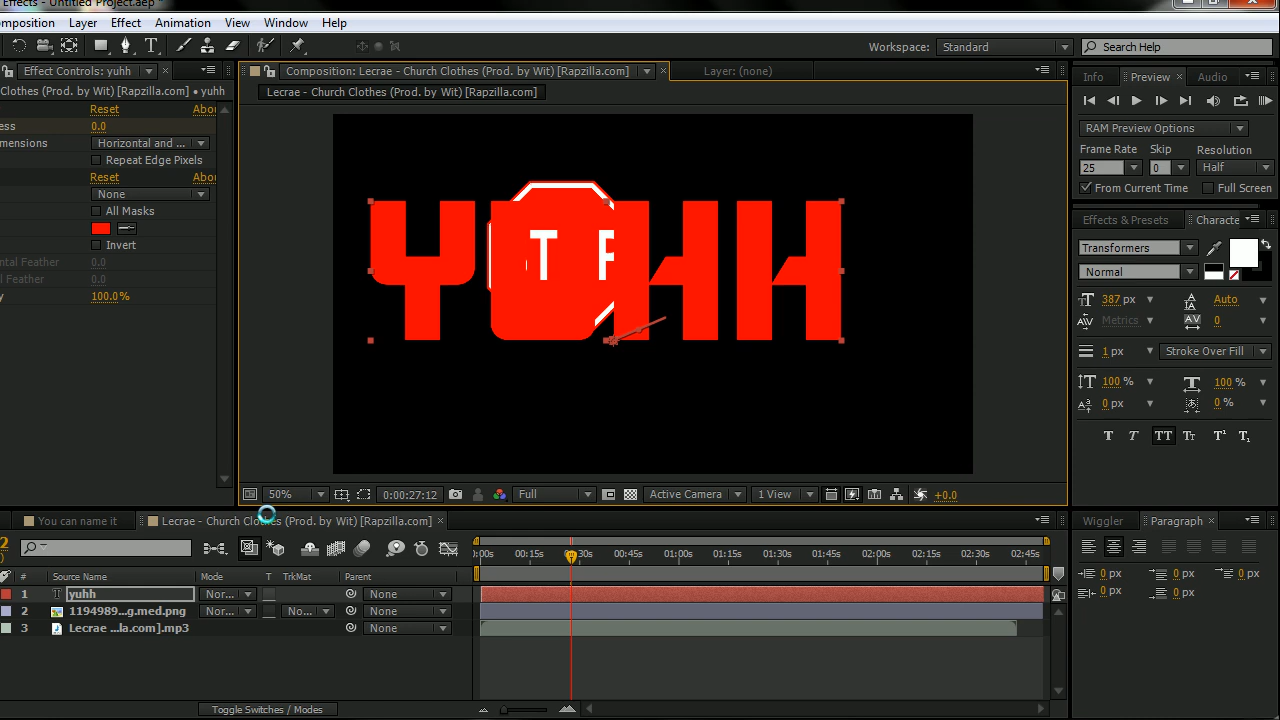 Effects - Untitled Project.aep *
omposition Layer Effect Animation View Window Help
Workspace: Standard Search Help
Effect Controls: yuhh
Composition: Lecrae - Church Clothes (Prod. by Wit) [Rapzilla.com]
Layer: (none)
Info Preview Audio
Clothes (Prod. by Wit) [Rapzilla.com] • yuhh
Lecrae - Church Clothes (Prod. by Wit) [Rapzilla.com]
Reset Abou
ess 0.0
mensions Horizontal and ...
Repeat Edge Pixels
Reset Abou
None
All Masks
Invert
ntal Feather 0.0
l Feather 0.0
y 100.0%
YUHH
T P
RAM Preview Options
Frame Rate Skip Resolution
25 0 Half
From Current Time Full Screen
Effects & Presets Characte
Transformers
Normal
387 px Auto
Metrics 0
1 px Stroke Over Fill
100 % 100 %
0 px 0 %
T T TT Tt T¹ T₁
50% 0:00:27:12 Full Active Camera 1 View +0.0
You can name it
Lecrae - Church Clothes (Prod. by Wit) [Rapzilla.com]
Wiggler Paragraph
:00s 00:15s 00:30s 00:45s 01:00s 01:15s 01:30s 01:45s 02:00s 02:15s 02:30s 02:45s
# Source Name Mode T TrkMat Parent
1 yuhh Nor... None
2 1194989...g.med.png Nor... No... None
3 Lecrae ...la.com].mp3 None
0 px 0 px 0 px
0 px 0 px
Toggle Switches / Modes